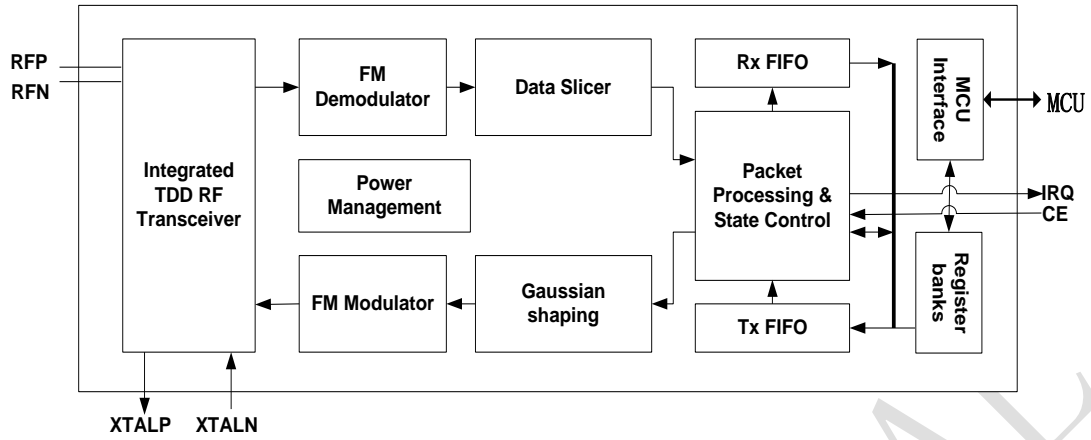 RFP
RFN
Integrated
TDD RF
Transceiver
FM
Demodulator
Data Slicer
Rx FIFO
MCU
Interface
MCU
Power
Management
Packet
Processing &
State Control
IRQ
CE
FM Modulator
Gaussian
shaping
Tx FIFO
Register
banks
XTALP
XTALN